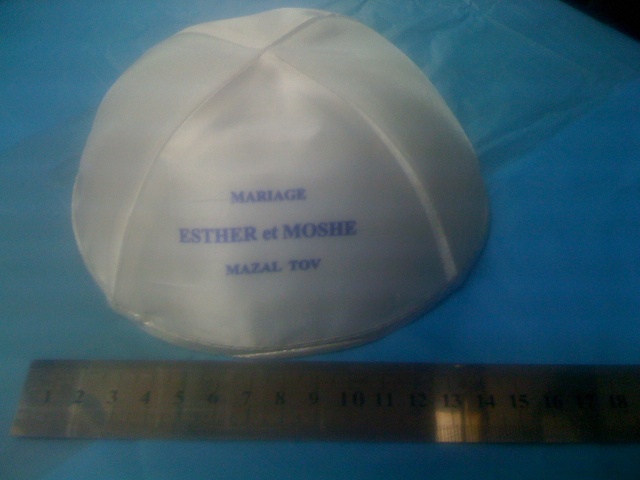 MARIAGE
ESTHER et MOSHE
MAZAL TOV
1 2 3 4 5 6 7 8 9 10 11 12 13 14 15 16 17 18